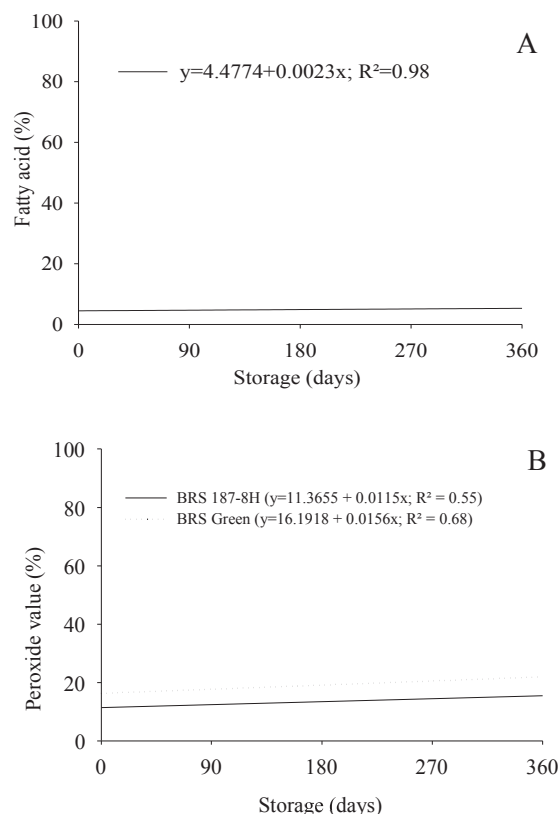 A
100
80
60
40
20
0
y=4.4774+0.0023x; R²=0.98
Fatty acid (%)
0 90 180 270 360
Storage (days)
B
100
80
60
40
20
0
BRS 187-8H (y=11.3655 + 0.0115x; R² = 0.55)
BRS Green (y=16.1918 + 0.0156x; R² = 0.68)
Peroxide value (%)
0 90 180 270 360
Storage (days)